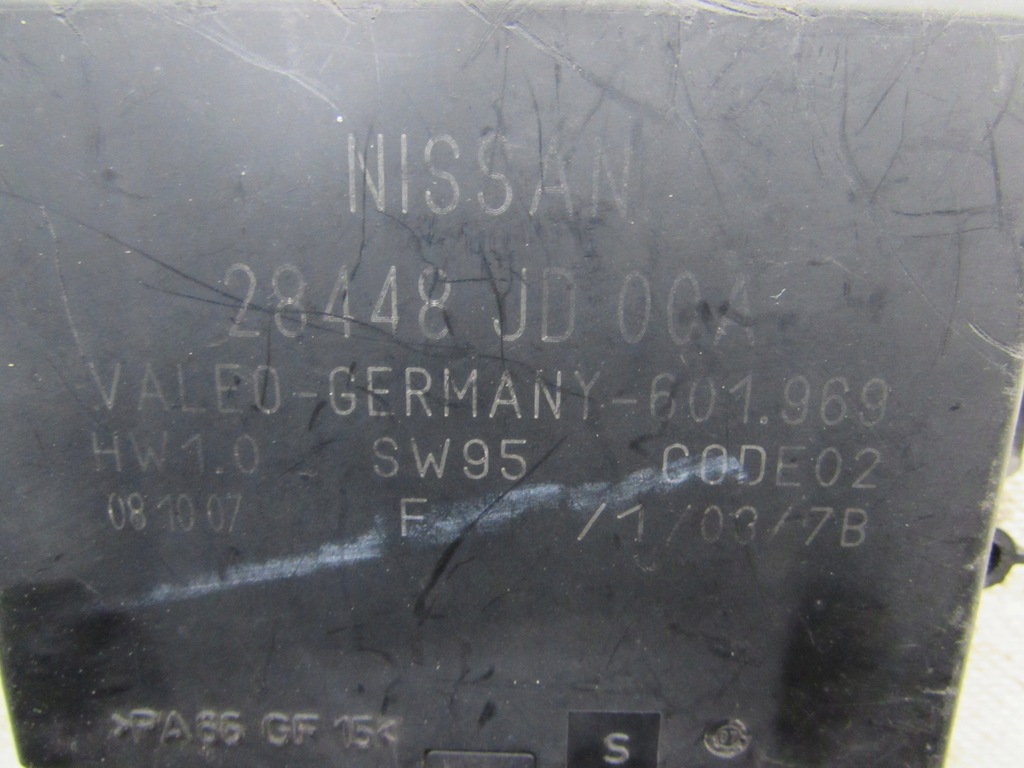 NISSAN
28448 JD 00A
VALEO-GERMANY-601.969
HW1.0 SW95 CODE02
08 10 07 F /1/03/7B
>PA66 GF 15<
S